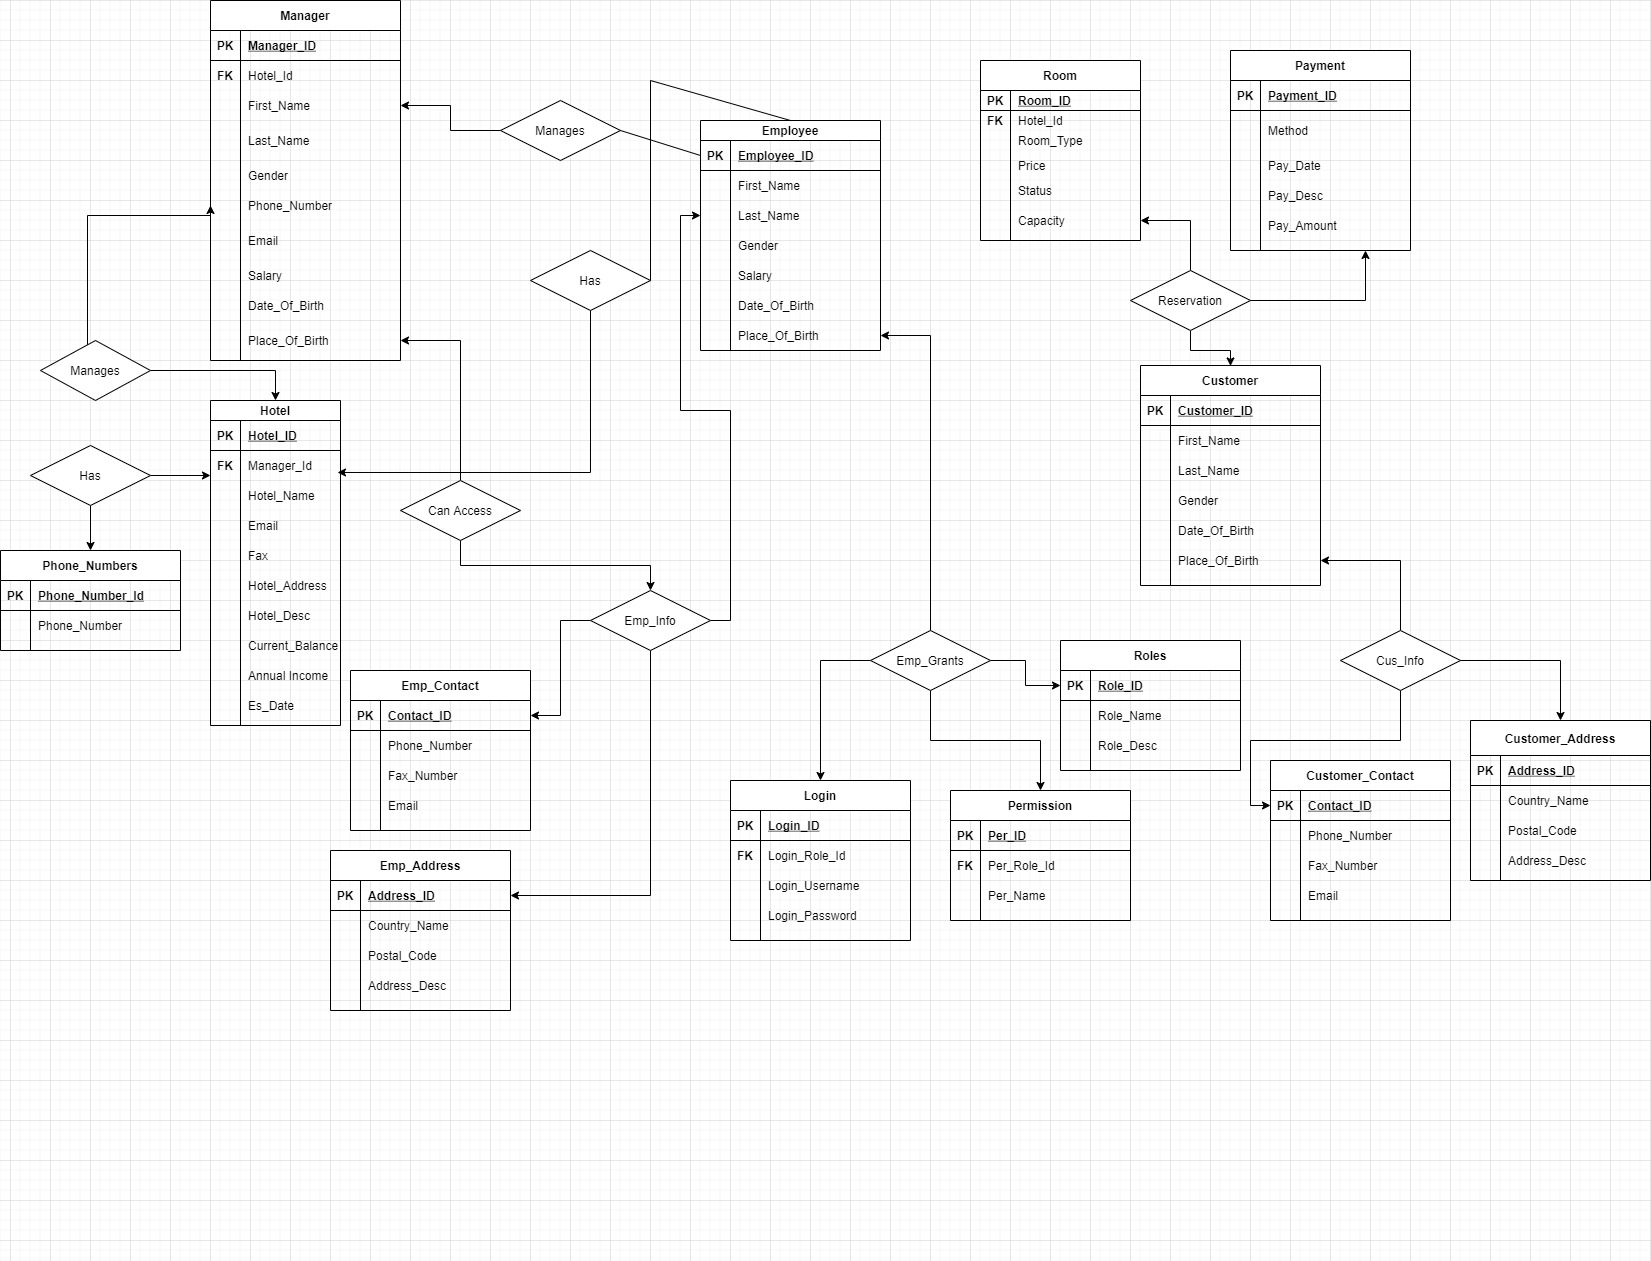 Manager
PK Manager_ID
FK Hotel_Id
First_Name
Last_Name
Gender
Phone_Number
Email
Salary
Date_Of_Birth
Place_Of_Birth
Manages
Employee
PK Employee_ID
First_Name
Last_Name
Gender
Salary
Date_Of_Birth
Place_Of_Birth
Has
Room
PK Room_ID
FK Hotel_Id
Room_Type
Price
Status
Capacity
Payment
PK Payment_ID
Method
Pay_Date
Pay_Desc
Pay_Amount
Reservation
Manages
Hotel
PK Hotel_ID
FK Manager_Id
Hotel_Name
Email
Fax
Hotel_Address
Hotel_Desc
Current_Balance
Annual Income
Es_Date
Has
Phone_Numbers
PK Phone_Number_Id
Phone_Number
Can Access
Emp_Info
Customer
PK Customer_ID
First_Name
Last_Name
Gender
Date_Of_Birth
Place_Of_Birth
Emp_Contact
PK Contact_ID
Phone_Number
Fax_Number
Email
Emp_Address
PK Address_ID
Country_Name
Postal_Code
Address_Desc
Emp_Grants
Roles
PK Role_ID
Role_Name
Role_Desc
Login
PK Login_ID
FK Login_Role_Id
Login_Username
Login_Password
Permission
PK Per_ID
FK Per_Role_Id
Per_Name
Cus_Info
Customer_Contact
PK Contact_ID
Phone_Number
Fax_Number
Email
Customer_Address
PK Address_ID
Country_Name
Postal_Code
Address_Desc